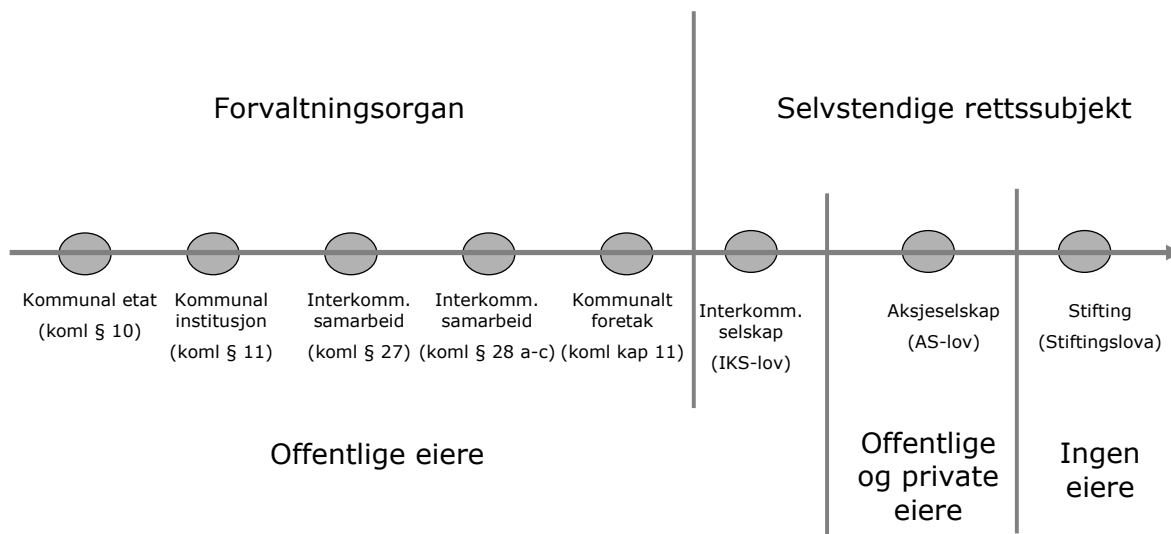 Forvaltningsorgan
Selvstendige rettssubjekt
Kommunal etat
(koml § 10)
Kommunal
institusjon
(koml § 11)
Interkomm.
samarbeid
(koml § 27)
Interkomm.
samarbeid
(koml § 28 a-c)
Kommunalt
foretak
(koml kap 11)
Interkomm.
selskap
(IKS-lov)
Aksjeselskap
(AS-lov)
Stifting
(Stiftingslova)
Offentlige eiere
Offentlige
og private
eiere
Ingen
eiere